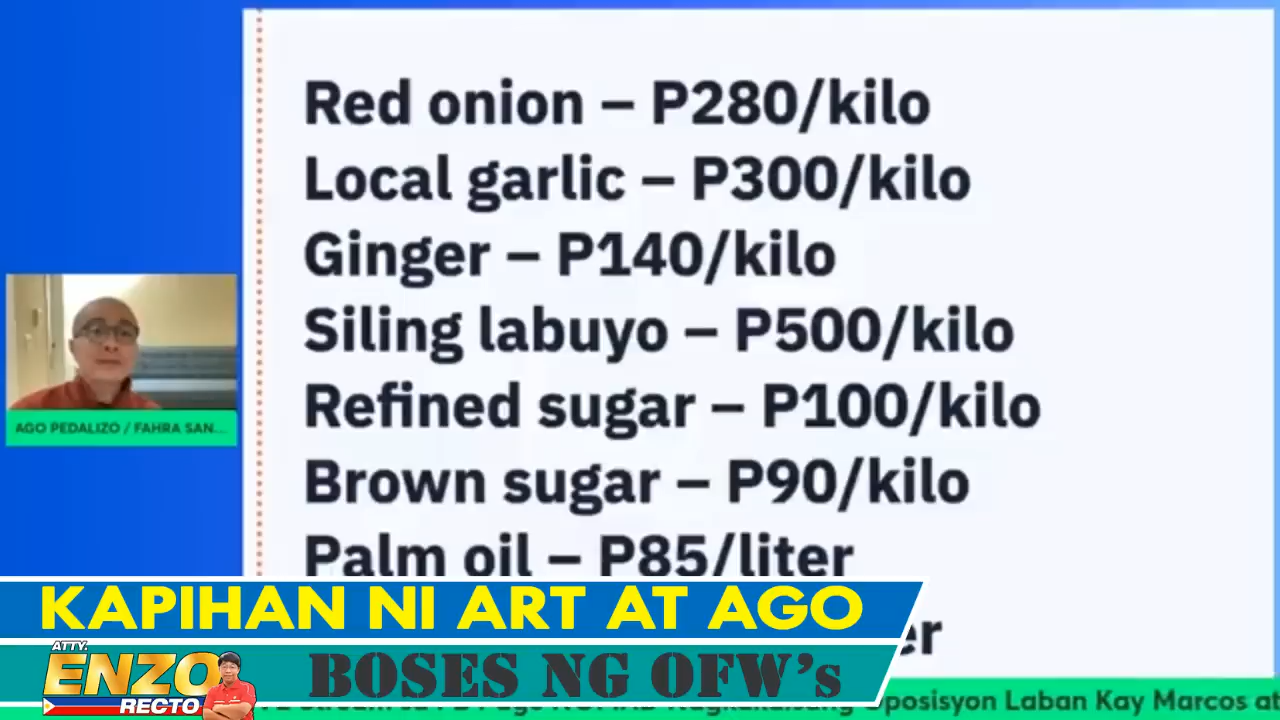 Red onion – P280/kilo
Local garlic – P300/kilo
Ginger – P140/kilo
Siling labuyo – P500/kilo
Refined sugar – P100/kilo
Brown sugar – P90/kilo
Palm oil – P85/liter
AGO PEDALIZO / FAHRA SAN...
KAPIHAN NI ART AT AGO
ATTY.
ENZO
RECTO
BOSES NG OFW's
Laban Kay Marcos at